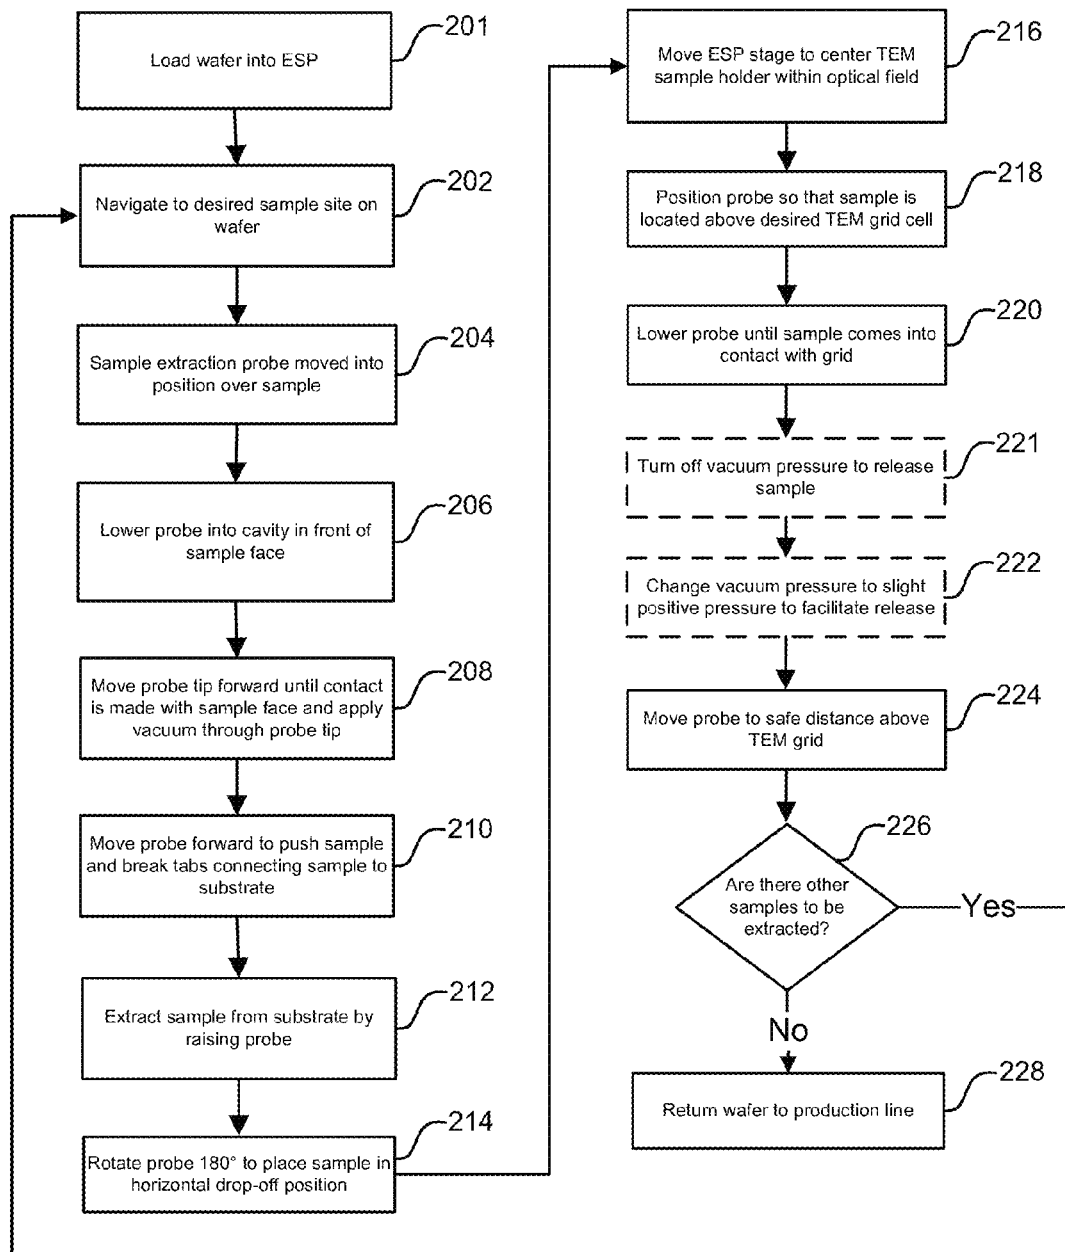 201
Load wafer into ESP
202
Navigate to desired sample site on
wafer
204
Sample extraction probe moved into
position over sample
206
Lower probe into cavity in front of
sample face
208
Move probe tip forward until contact
is made with sample face and apply
vacuum through probe tip
210
Move probe forward to push sample
and break tabs connecting sample to
substrate
212
Extract sample from substrate by
raising probe
214
Rotate probe 180° to place sample in
horizontal drop-off position
216
Move ESP stage to center TEM
sample holder within optical field
218
Position probe so that sample is
located above desired TEM grid cell
220
Lower probe until sample comes into
contact with grid
221
Turn off vacuum pressure to release
sample
222
Change vacuum pressure to slight
positive pressure to facilitate release
224
Move probe to safe distance above
TEM grid
226
Are there other
samples to be
extracted?
Yes
No
228
Return wafer to production line